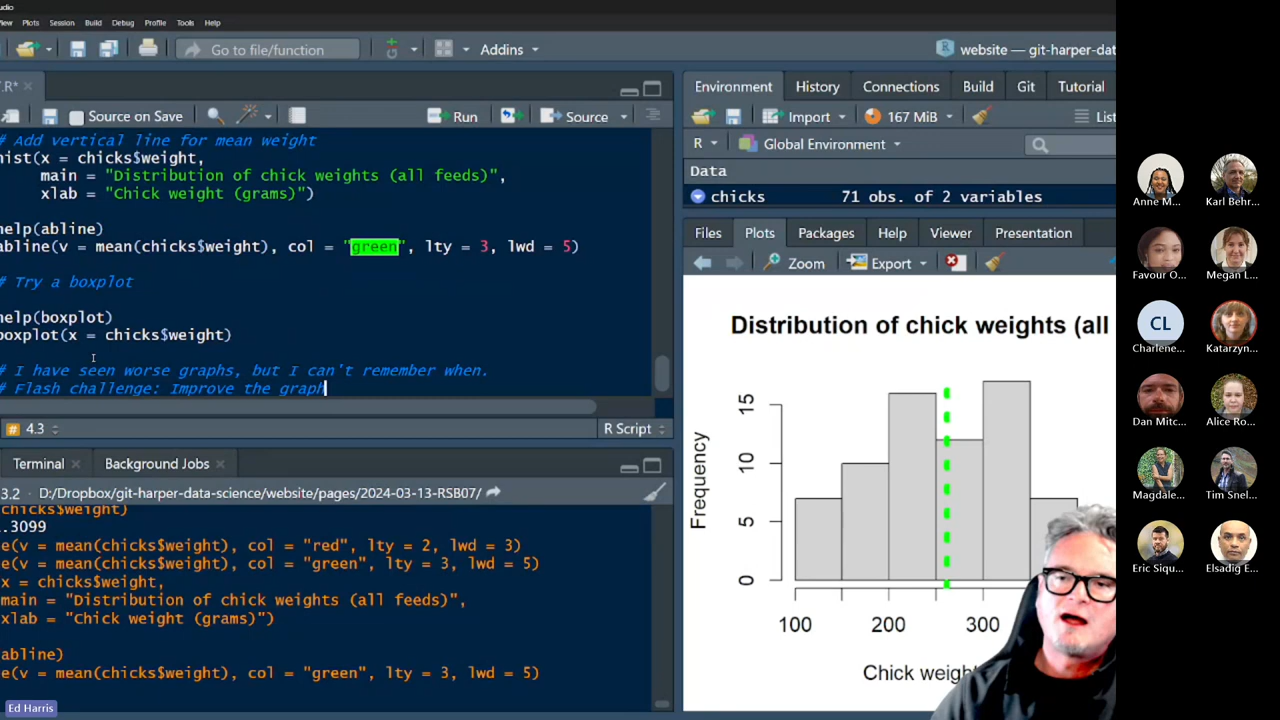 udio
View Plots Session Build Debug Profile Tools Help
Go to file/function
Addins
website — git-harper-dat
.R*
Source on Save
Run
Source
# Add vertical line for mean weight
hist(x = chicks$weight,
main = "Distribution of chick weights (all feeds)",
xlab = "Chick weight (grams)")
help(abline)
abline(v = mean(chicks$weight), col = "green", lty = 3, lwd = 5)
# Try a boxplot
help(boxplot)
boxplot(x = chicks$weight)
# I have seen worse graphs, but I can't remember when.
# Flash challenge: Improve the graph
4.3
R Script
Terminal
Background Jobs
3.2 D:/Dropbox/git-harper-data-science/website/pages/2024-03-13-RSB07/
chicks$weight)
.3099
e(v = mean(chicks$weight), col = "red", lty = 2, lwd = 3)
e(v = mean(chicks$weight), col = "green", lty = 3, lwd = 5)
x = chicks$weight,
main = "Distribution of chick weights (all feeds)",
xlab = "Chick weight (grams)")
abline)
e(v = mean(chicks$weight), col = "green", lty = 3, lwd = 5)
Ed Harris
Environment
History
Connections
Build
Git
Tutorial
Import
167 MiB
List
R
Global Environment
Data
chicks
71 obs. of 2 variables
Files
Plots
Packages
Help
Viewer
Presentation
Zoom
Export
Distribution of chick weights (all
Frequency
15
10
5
0
100
200
300
Chick weigh
Anne M...
Karl Behr...
Favour O...
Megan L...
CL
Charlene...
Katarzyn...
Dan Mitc...
Alice Ro...
Magdale...
Tim Snel...
Eric Siqu...
Elsadig E...